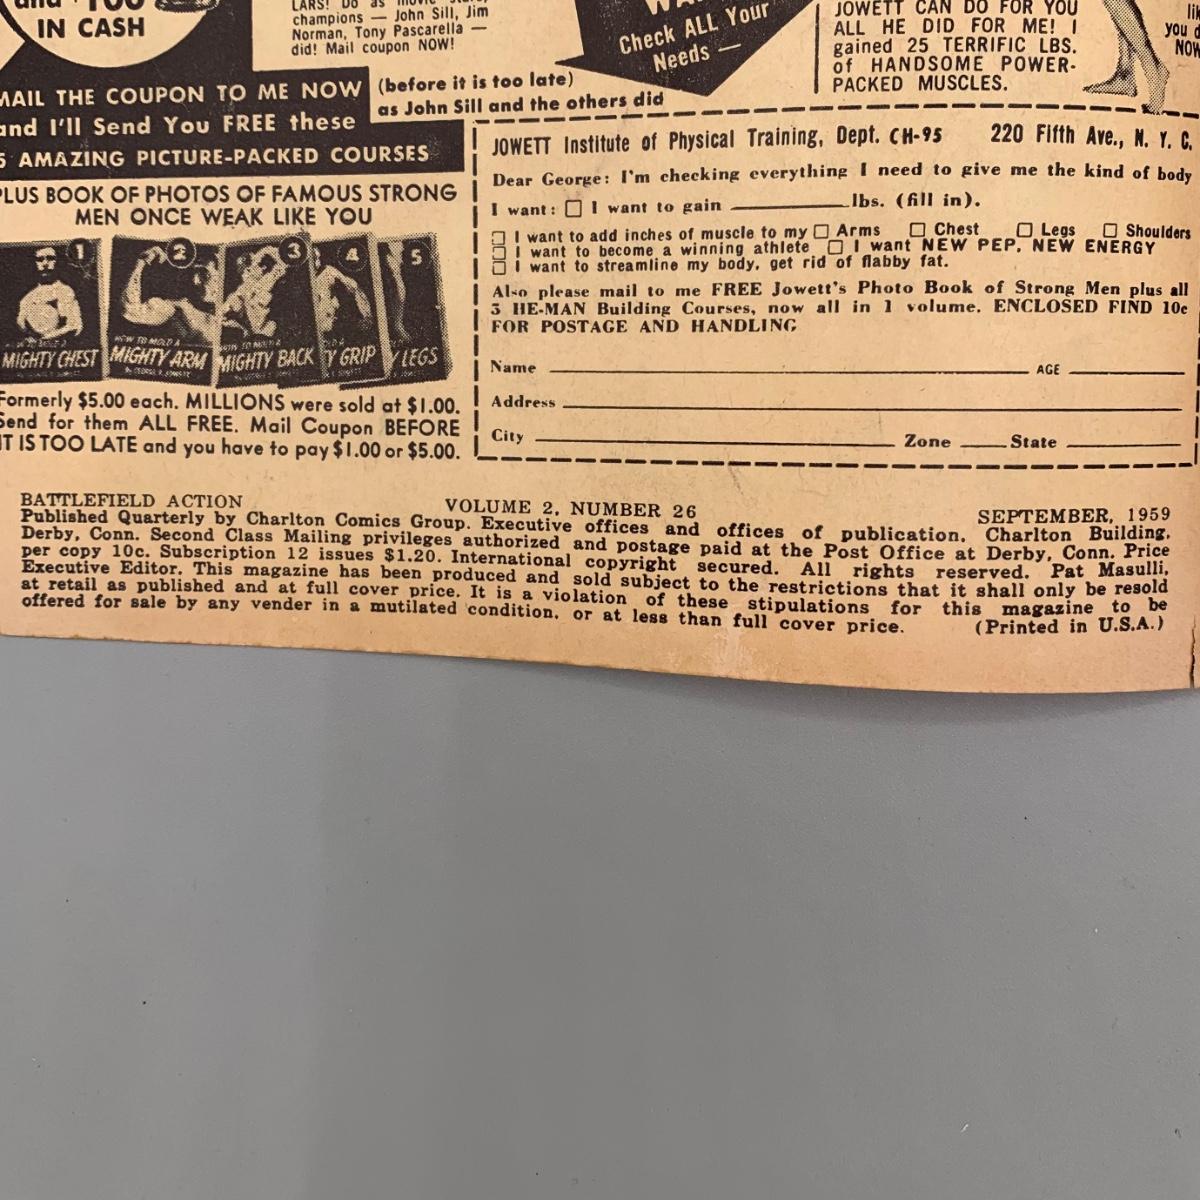 IN CASH
champions — John Sill, Jim
Norman, Tony Pascarella —
did! Mail coupon NOW!
Check ALL Your
Needs —
JOWETT CAN DO FOR YOU
ALL HE DID FOR ME! I
gained 25 TERRIFIC LBS.
of HANDSOME POWER-
PACKED MUSCLES.
you
NOW
MAIL THE COUPON TO ME NOW
and I'll Send You FREE these
5 AMAZING PICTURE-PACKED COURSES
(before it is too late)
as John Sill and the others did
PLUS BOOK OF PHOTOS OF FAMOUS STRONG
MEN ONCE WEAK LIKE YOU
1
2
3
4
5
MIGHTY CHEST
HOW TO MOLD A
MIGHTY ARM
MIGHTY BACK
GRIP
LEGS
Formerly $5.00 each. MILLIONS were sold at $1.00.
Send for them ALL FREE. Mail Coupon BEFORE
IT IS TOO LATE and you have to pay $1.00 or $5.00.
JOWETT Institute of Physical Training, Dept. CH-95 220 Fifth Ave., N. Y. C.
Dear George: I'm checking everything I need to give me the kind of body
I want: □ I want to gain ________lbs. (fill in).
□ I want to add inches of muscle to my □ Arms □ Chest □ Legs □ Shoulders
□ I want to become a winning athlete □ I want NEW PEP, NEW ENERGY
□ I want to streamline my body, get rid of flabby fat.
Also please mail to me FREE Jowett's Photo Book of Strong Men plus all
5 HE-MAN Building Courses, now all in 1 volume. ENCLOSED FIND 10c
FOR POSTAGE AND HANDLING
Name ________ AGE ________
Address ________
City ________ Zone ____State ________
BATTLEFIELD ACTION VOLUME 2, NUMBER 26 SEPTEMBER, 1959
Published Quarterly by Charlton Comics Group. Executive offices and offices of publication, Charlton Building,
Derby, Conn. Second Class Mailing privileges authorized and postage paid at the Post Office at Derby, Conn. Price
per copy 10c. Subscription 12 issues $1.20. International copyright secured. All rights reserved. Pat Masulli,
Executive Editor. This magazine has been produced and sold subject to the restrictions that it shall only be resold
at retail as published and at full cover price. It is a violation of these stipulations for this magazine to be
offered for sale by any vender in a mutilated condition, or at less than full cover price. (Printed in U.S.A.)